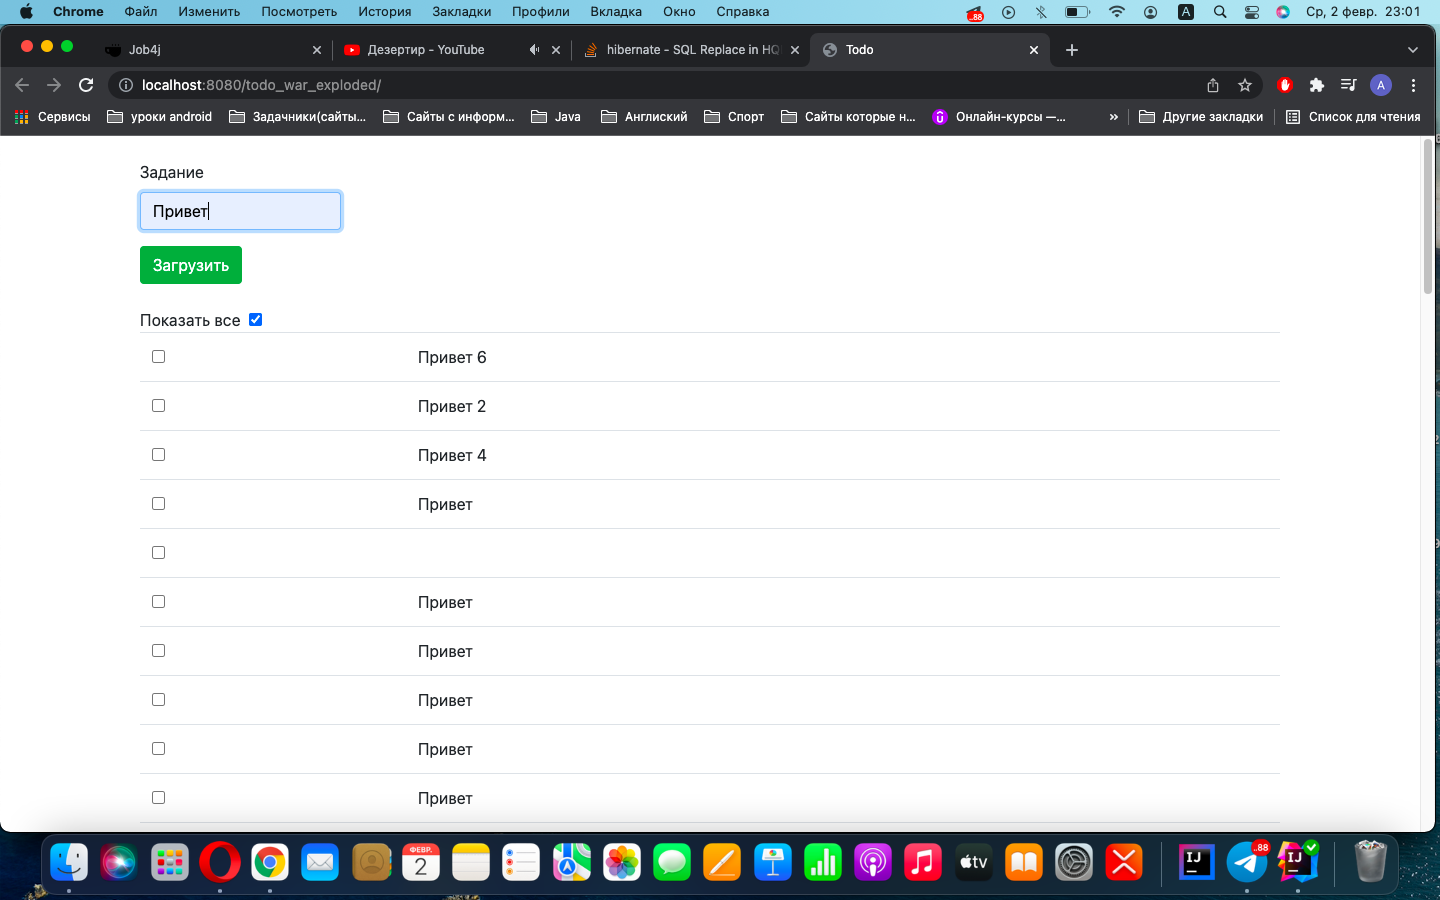 Chrome Файл Изменить Посмотреть История Закладки Профили Вкладка Окно Справка ..88 A Ср, 2 февр. 23:01
Job4j Дезертир - YouTube hibernate - SQL Replace in HQ Todo
localhost:8080/todo_war_exploded/ A
Сервисы уроки android Задачники(сайты... Сайты с информ... Java Англиский Спорт Сайты которые н... Онлайн-курсы —... » Другие закладки Список для чтения
Задание
Привет
Загрузить
Показать все
Привет 6
Привет 2
Привет 4
Привет
Привет
Привет
Привет
Привет
Привет
ФЕВР. 2 tv IJ ..88 IJ